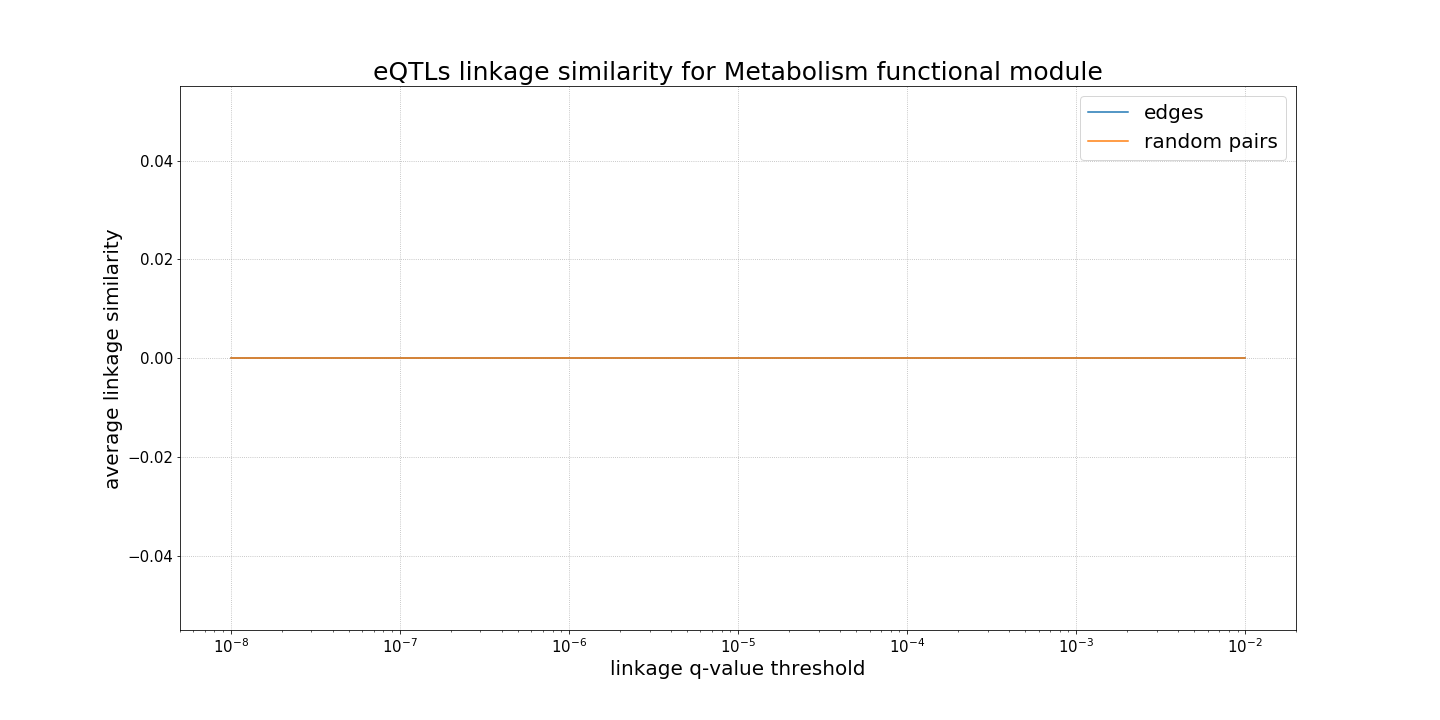 eQTLs linkage similarity for Metabolism functional module
edges
random pairs
average linkage similarity
0.04
0.02
0.00
−0.02
−0.04
10⁻⁸ 10⁻⁷ 10⁻⁶ 10⁻⁵ 10⁻⁴ 10⁻³ 10⁻²
linkage q-value threshold